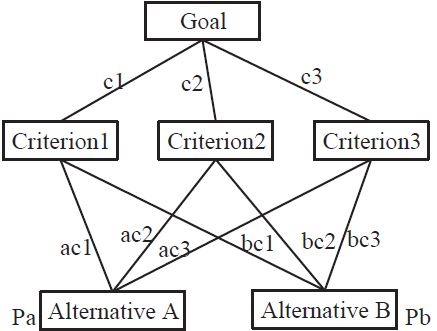 Goal
c1
c2
c3
Criterion1
Criterion2
Criterion3
ac1
ac2
ac3
bc1
bc2
bc3
Pa
Alternative A
Alternative B
Pb